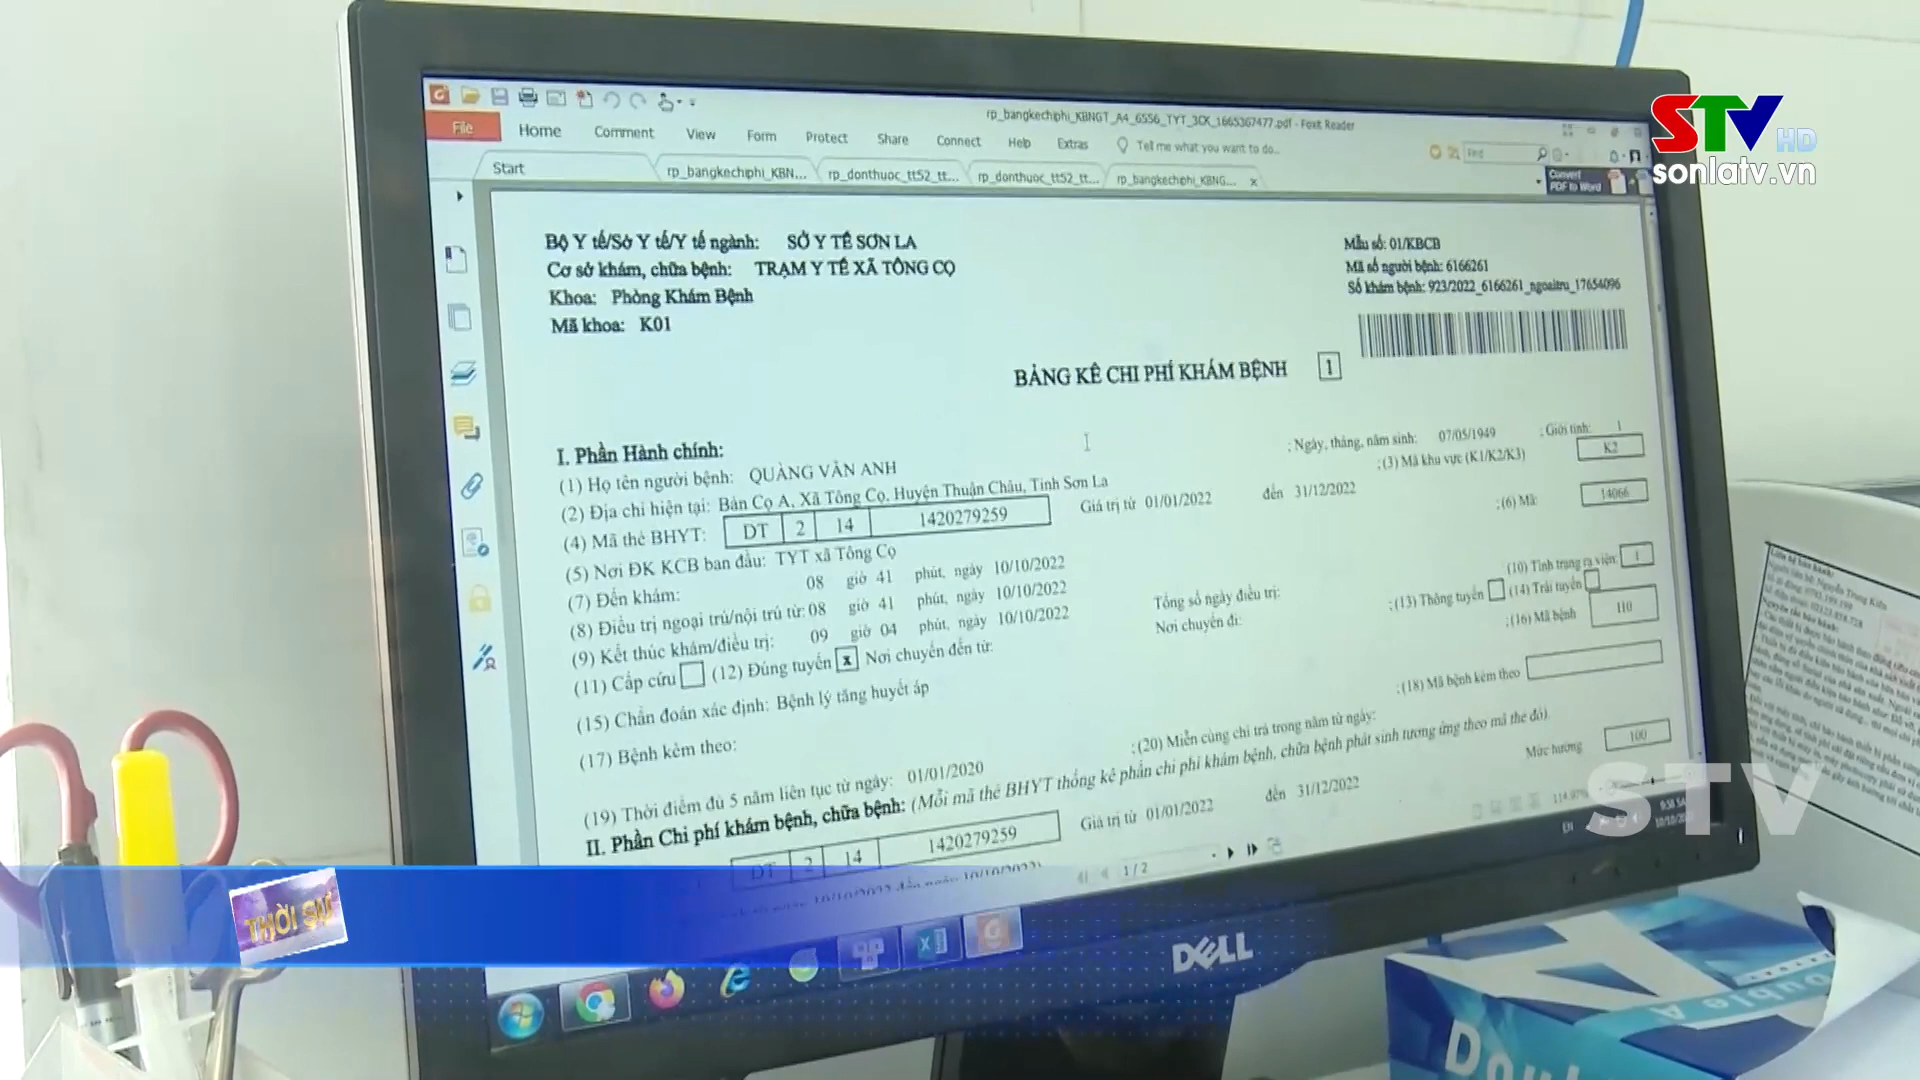 STV HD
sonlatv.vn
rp_bangkechiphi_KBNGT_A4_6556_TYT_3CK_1665367477.pdf - Foxit Reader
File Home Comment View Form Protect Share Connect Help Extras Tell me what you want to do... Find
Start rp_bangkechiphi_KBN... rp_donthuoc_tt52_tt... rp_donthuoc_tt52_tt... rp_bangkechiphi_KBNG... x
Convert
PDF to Word
Bộ Y tế/Sở Y tế/Y tế ngành: SỞ Y TẾ SƠN LA
Mẫu số: 01/KBCB
Cơ sở khám, chữa bệnh: TRẠM Y TẾ XÃ TÔNG CỌ
Mã số người bệnh: 6166261
Khoa: Phòng Khám Bệnh
Số khám bệnh: 923/2022_6166261_ngoaitru_17654096
Mã khoa: K01
BẢNG KÊ CHI PHÍ KHÁM BỆNH 1
I. Phần Hành chính:
(1) Họ tên người bệnh: QUÀNG VĂN ANH ; Ngày, tháng, năm sinh: 07/05/1949 ; Giới tính: 1
(2) Địa chỉ hiện tại: Bản Cọ A, Xã Tông Cọ, Huyện Thuận Châu, Tỉnh Sơn La ;(3) Mã khu vực (K1/K2/K3) K2
(4) Mã thẻ BHYT: DT 2 14 1420279259 Giá trị từ 01/01/2022 đến 31/12/2022
(5) Nơi ĐK KCB ban đầu: TYT xã Tông Cọ ;(6) Mã: 14066
(7) Đến khám: 08 giờ 41 phút, ngày 10/10/2022
(8) Điều trị ngoại trú/nội trú từ: 08 giờ 41 phút, ngày 10/10/2022
(9) Kết thúc khám/điều trị: 09 giờ 04 phút, ngày 10/10/2022 Tổng số ngày điều trị: (10) Tình trạng ra viện: 1
(11) Cấp cứu (12) Đúng tuyến x Nơi chuyển đến từ: Nơi chuyển đi: ;(13) Thông tuyến (14) Trái tuyến
(15) Chẩn đoán xác định: Bệnh lý tăng huyết áp ;(16) Mã bệnh I10
(17) Bệnh kèm theo: ;(18) Mã bệnh kèm theo
(19) Thời điểm đủ 5 năm liên tục từ ngày: 01/01/2020 ;(20) Miễn cùng chi trả trong năm từ ngày:
II. Phần Chi phí khám bệnh, chữa bệnh: (Mỗi mã thẻ BHYT thống kê phần chi phí khám bệnh, chữa bệnh phát sinh tương ứng theo mã thẻ đó)
DT 2 14 1420279259 Giá trị từ 01/01/2022 đến 31/12/2022 Mức hưởng 100
1 / 2
STV
THỜI SỰ
DELL
Double A